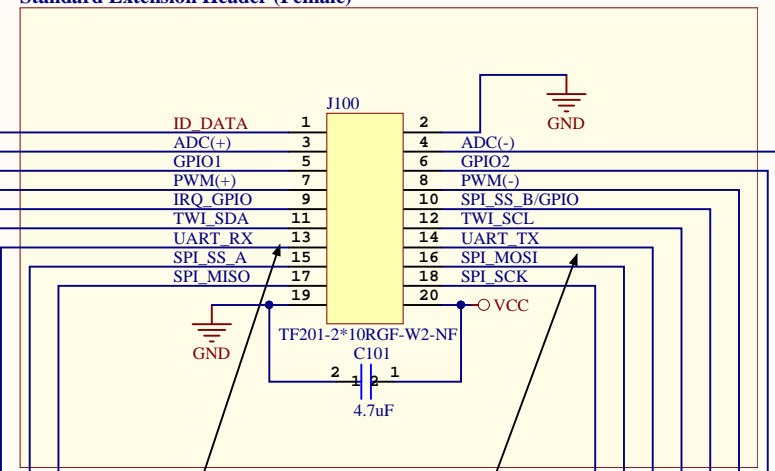 Standard Extension Header (Female)
J100
GND
ID_DATA 1 2
ADC(+) 3 4 ADC(-)
GPIO1 5 6 GPIO2
PWM(+) 7 8 PWM(-)
IRQ_GPIO 9 10 SPI_SS_B/GPIO
TWI_SDA 11 12 TWI_SCL
UART_RX 13 14 UART_TX
SPI_SS_A 15 16 SPI_MOSI
SPI_MISO 17 18 SPI_SCK
19 20 VCC
TF201-2*10RGF-W2-NF
GND
C101
2 1 2 1
4.7uF